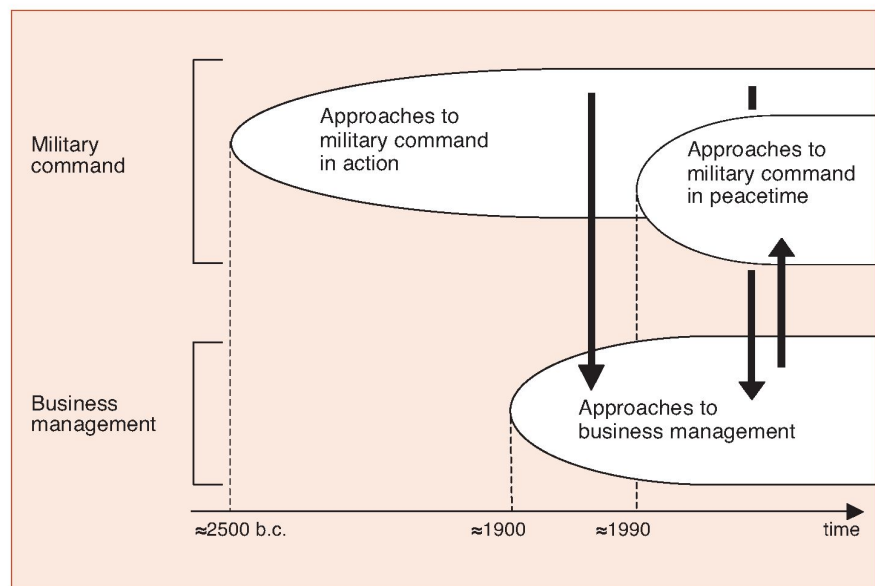 Military
command
Approaches to
military command
in action
Approaches to
military command
in peacetime
Business
management
Approaches to
business management
≈2500 b.c.
≈1900
≈1990
time